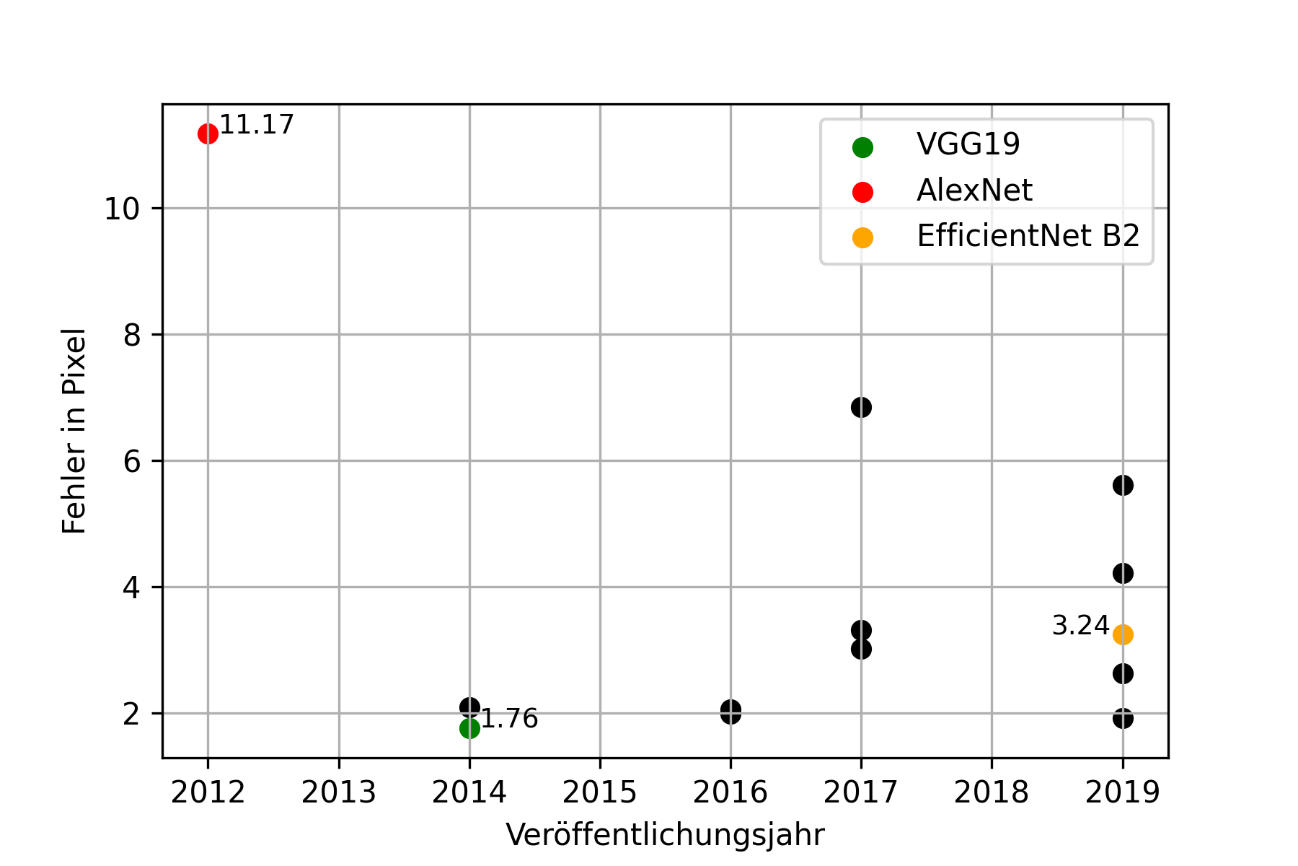 11.17
VGG19
AlexNet
EfficientNet B2
10
8
6
4
2
Fehler in Pixel
3.24
1.76
2012 2013 2014 2015 2016 2017 2018 2019
Veröffentlichungsjahr